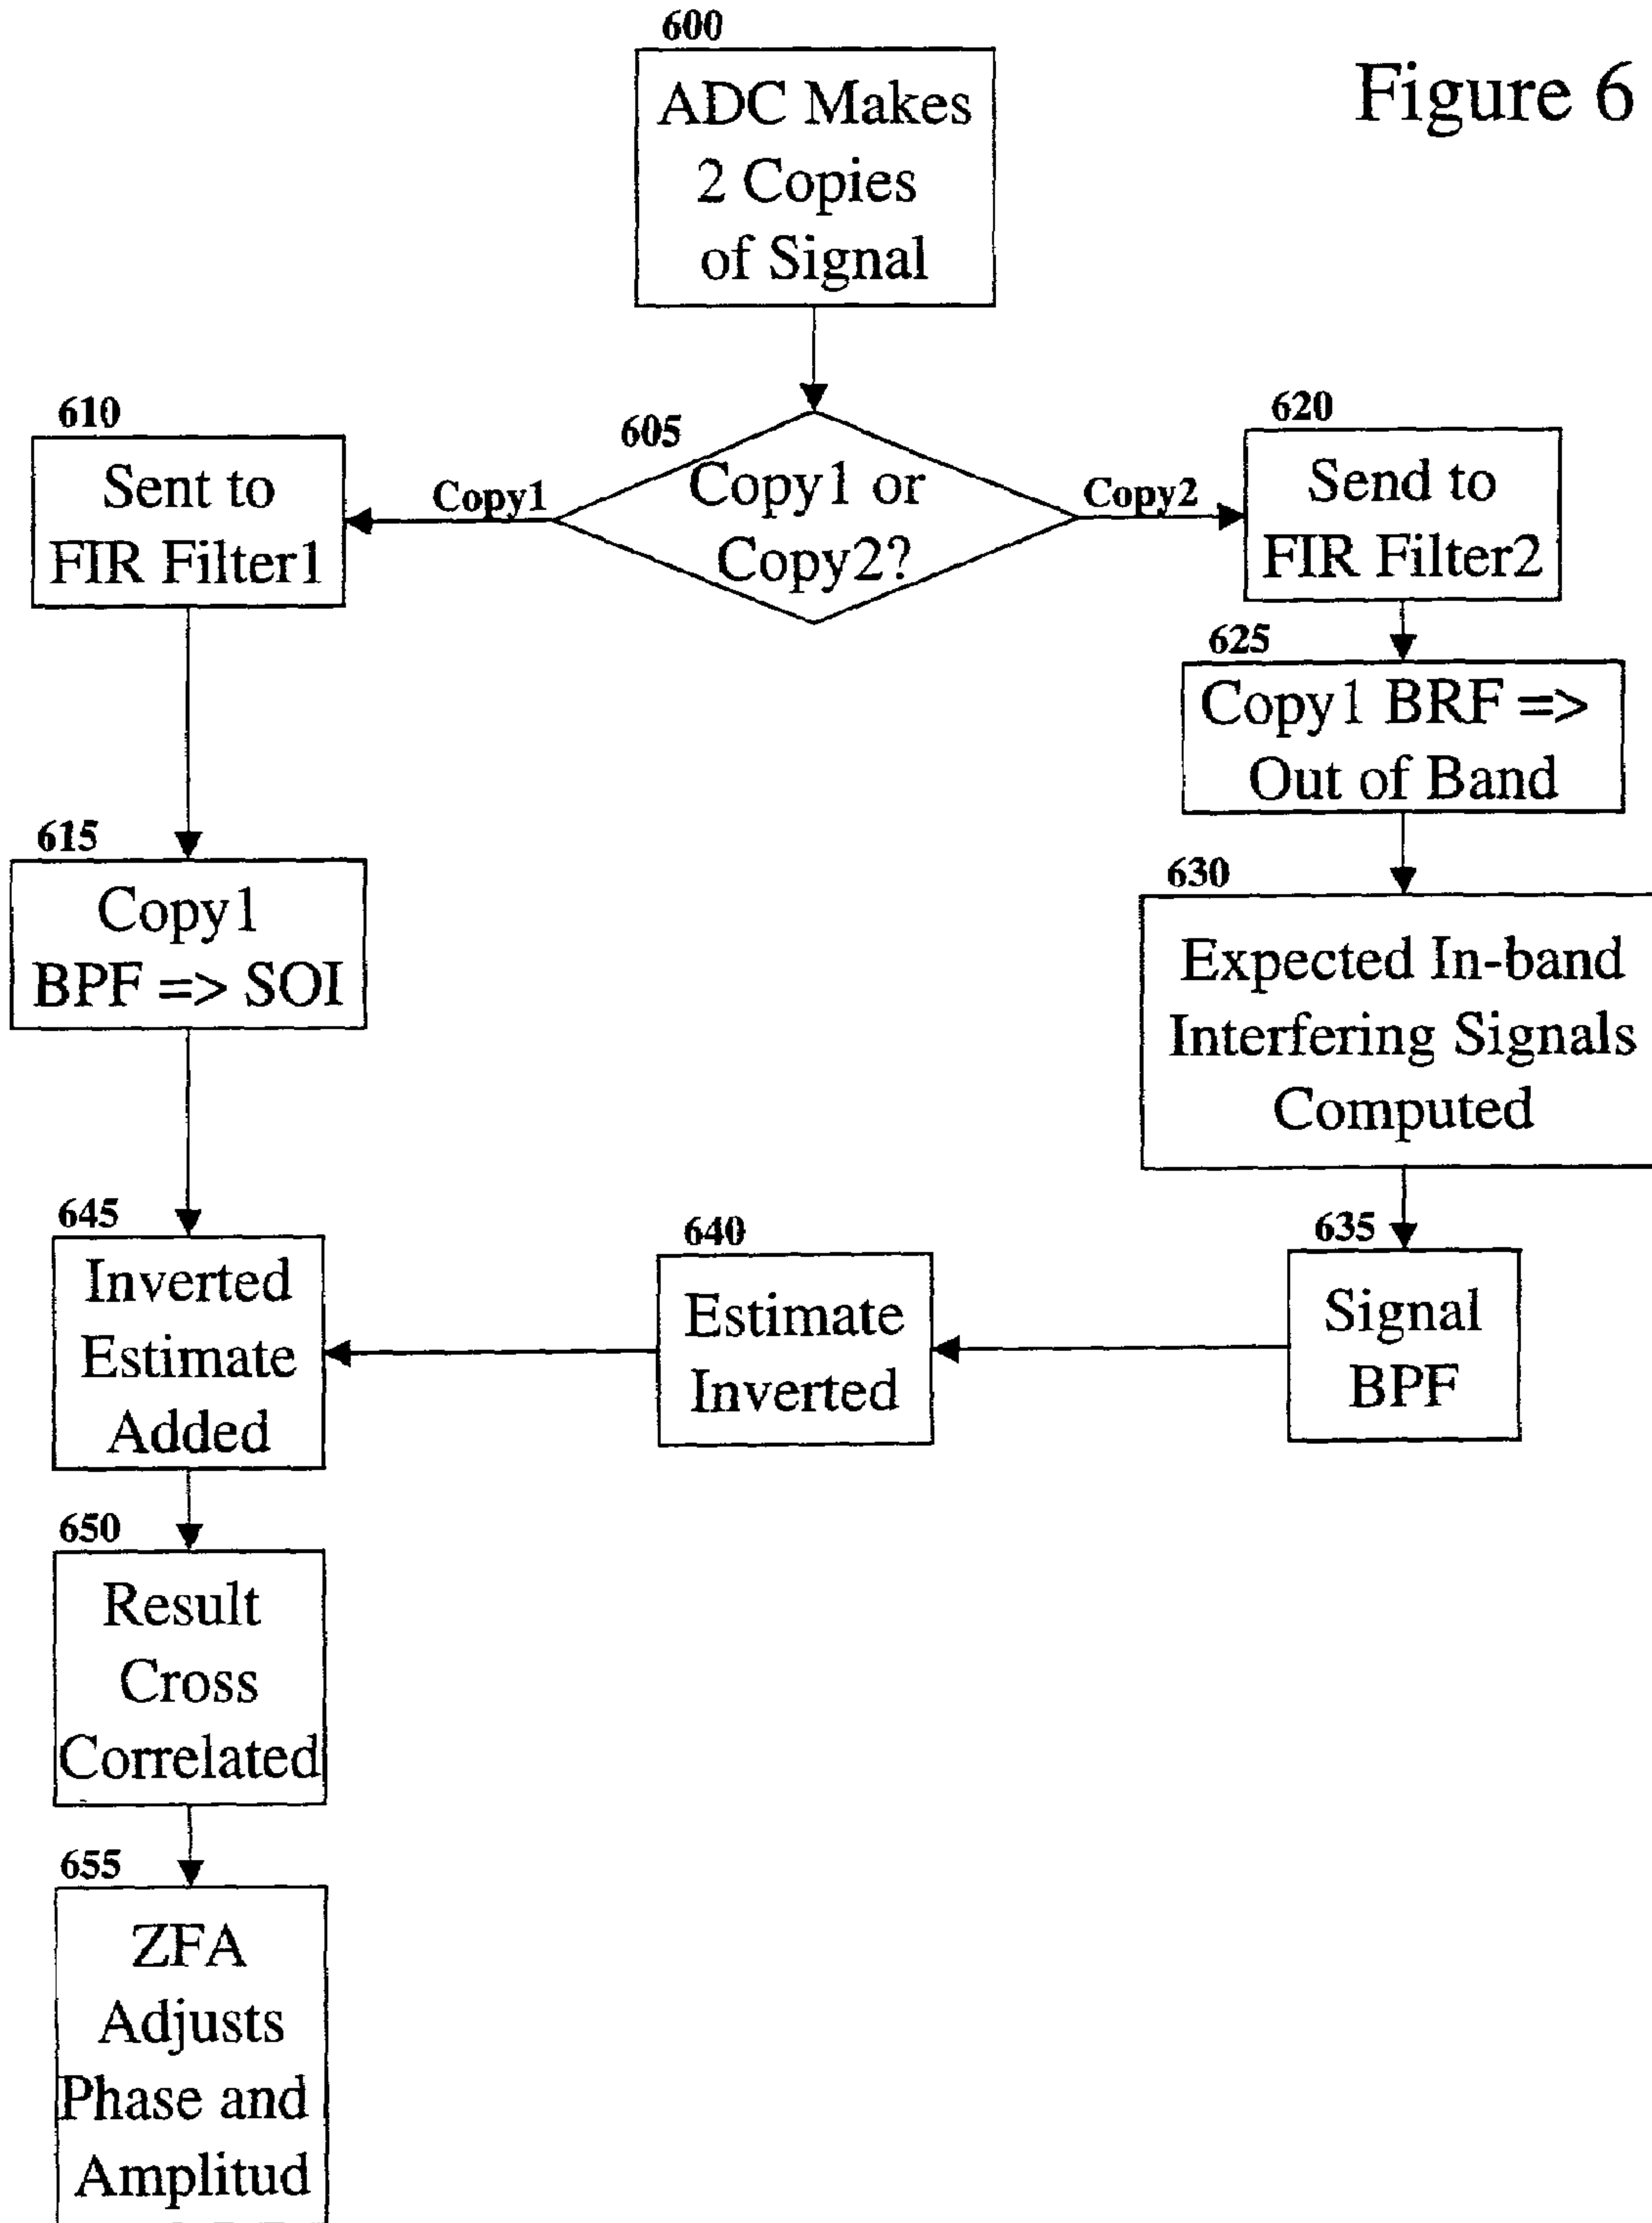 600
ADC Makes
2 Copies
of Signal
Figure 6
610
Sent to
FIR Filter1
Copy1
605
Copy1 or
Copy2?
Copy2
620
Send to
FIR Filter2
625
Copy1 BRF =>
Out of Band
615
Copy1
BPF => SOI
630
Expected In-band
Interfering Signals
Computed
645
Inverted
Estimate
Added
640
Estimate
Inverted
635
Signal
BPF
650
Result
Cross
Correlated
655
ZFA
Adjusts
Phase and
Amplitud